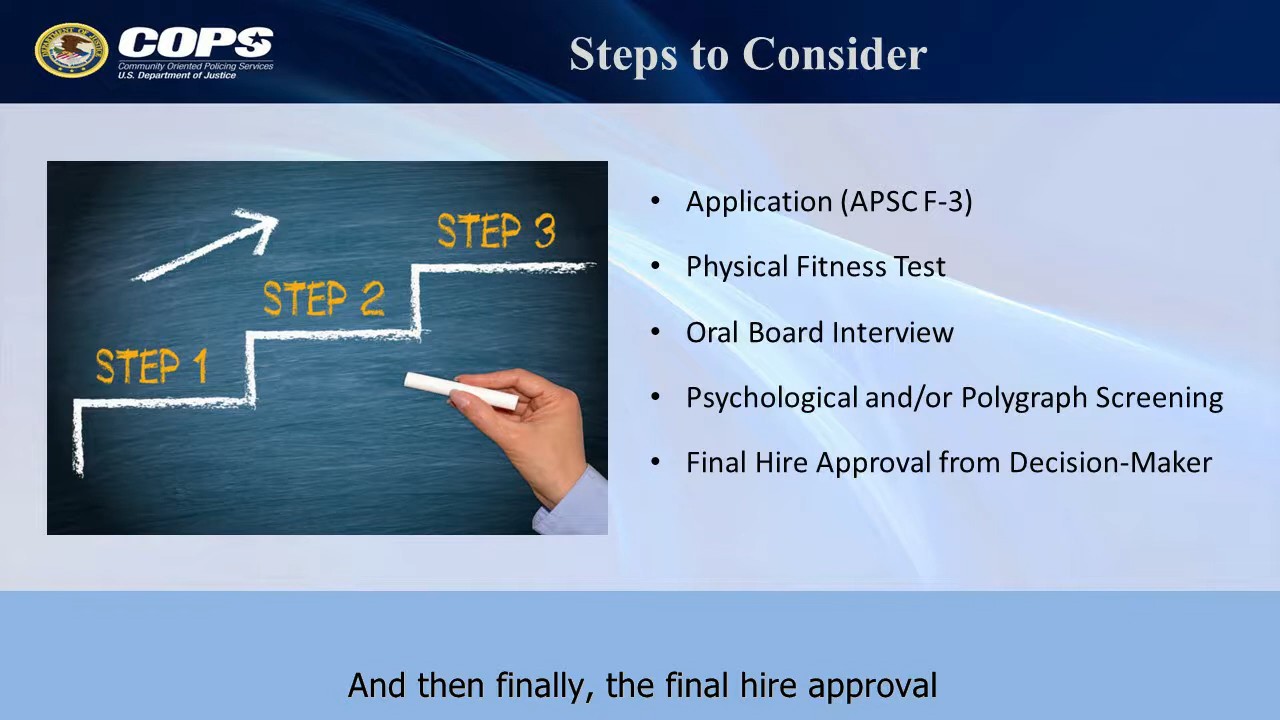 COPS
Community Oriented Policing Services
U.S. Department of Justice
Steps to Consider
STEP 1
STEP 2
STEP 3
• Application (APSC F-3)
• Physical Fitness Test
• Oral Board Interview
• Psychological and/or Polygraph Screening
• Final Hire Approval from Decision-Maker
And then finally, the final hire approval